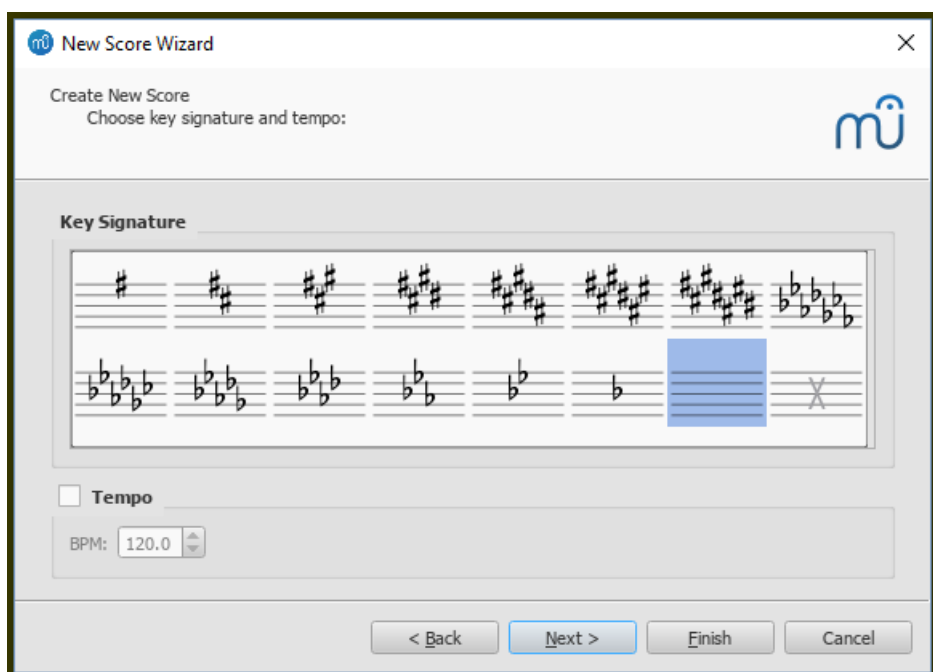 New Score Wizard
Create New Score
Choose key signature and tempo:
Key Signature
Tempo
BPM: 120.0
< Back Next > Finish Cancel